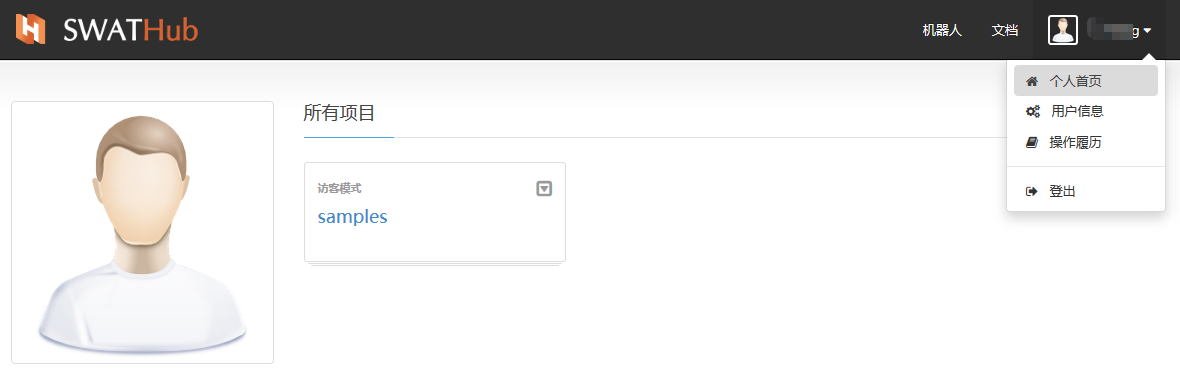 SWATHub
机器人 文档
个人首页
用户信息
操作履历
登出
所有项目
访客模式
samples